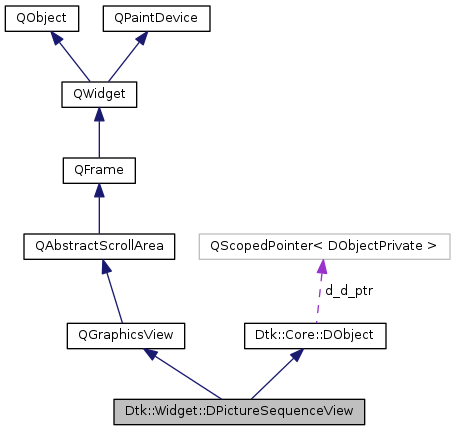 QObject
QPaintDevice
QWidget
QFrame
QAbstractScrollArea
QScopedPointer< DObjectPrivate >
d_d_ptr
QGraphicsView
Dtk::Core::DObject
Dtk::Widget::DPictureSequenceView